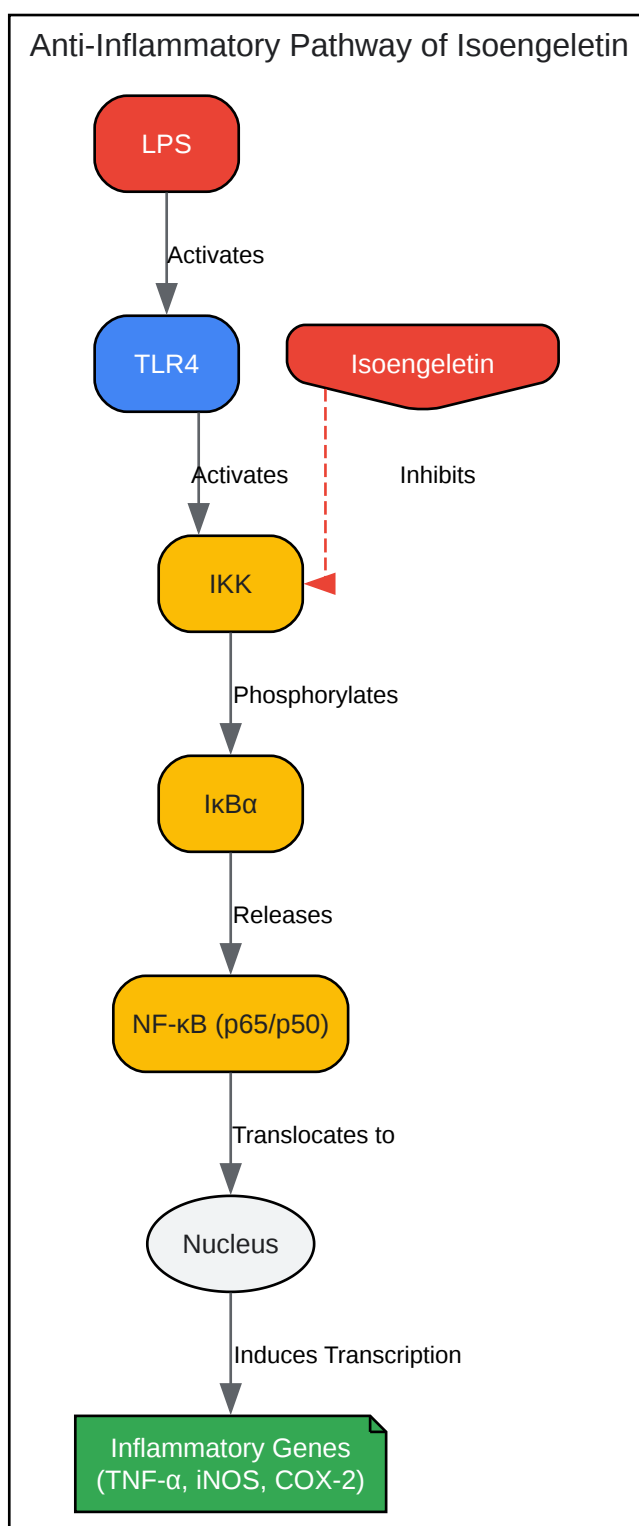 Anti-Inflammatory Pathway of Isoengeletin
LPS
Activates
TLR4
Isoengeletin
Activates
Inhibits
IKK
Phosphorylates
IκBα
Releases
NF-κB (p65/p50)
Translocates to
Nucleus
Induces Transcription
Inflammatory Genes
(TNF-α, iNOS, COX-2)